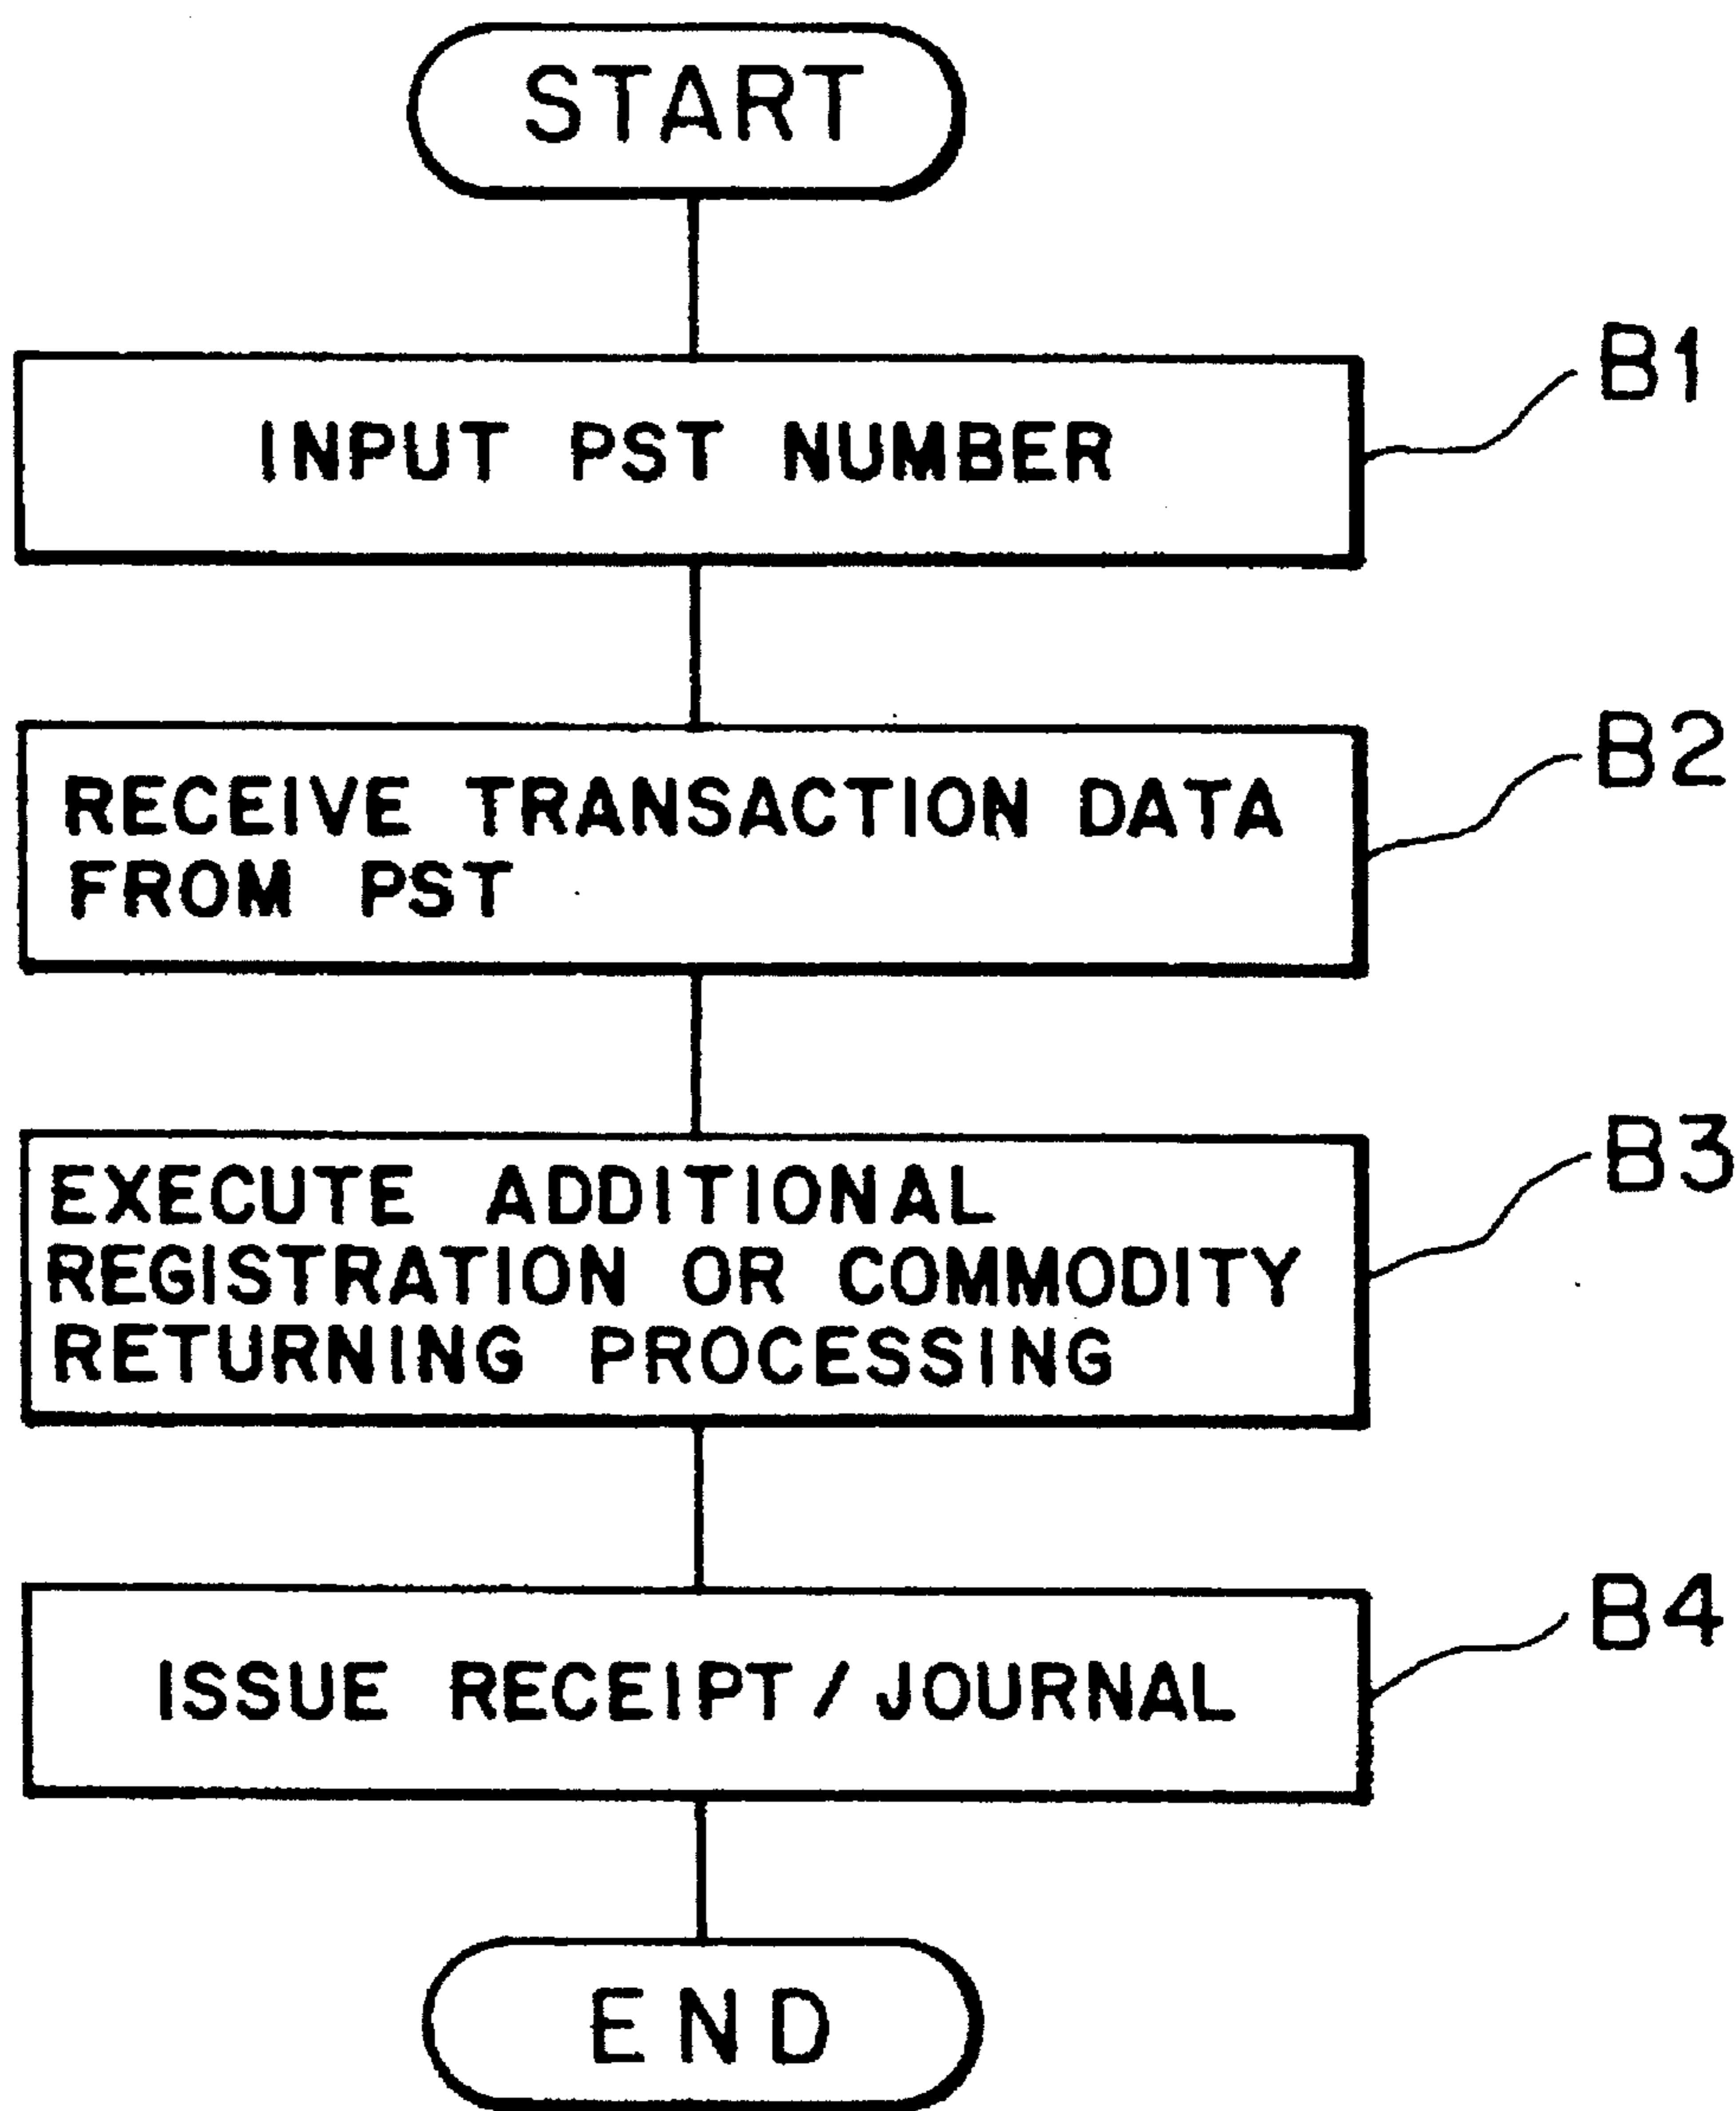 START
INPUT PST NUMBER
B1
RECEIVE TRANSACTION DATA
FROM PST
B2
EXECUTE ADDITIONAL
REGISTRATION OR COMMODITY
RETURNING PROCESSING
B3
ISSUE RECEIPT / JOURNAL
B4
END